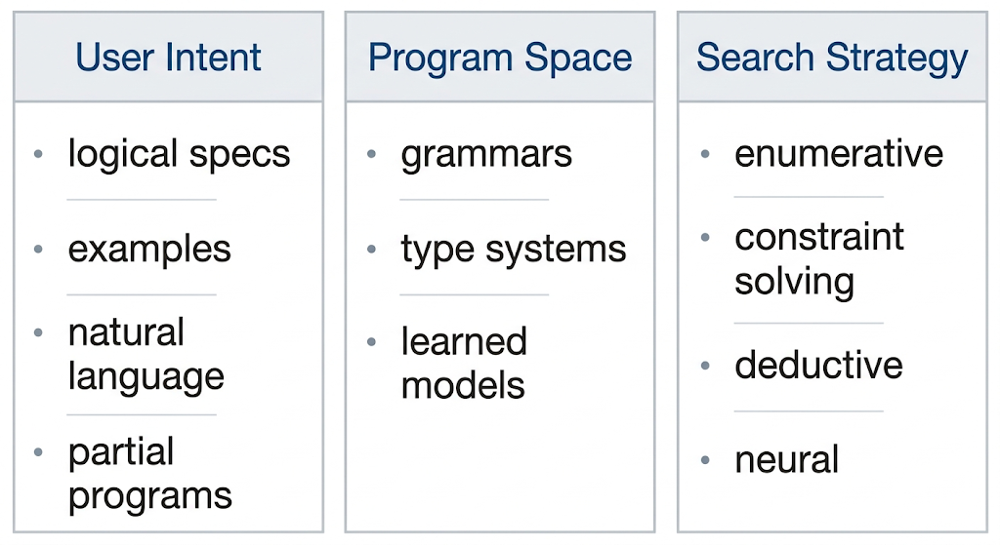 User Intent
logical specs
examples
natural
language
partial
programs
Program Space
grammars
type systems
learned
models
Search Strategy
enumerative
constraint
solving
deductive
neural